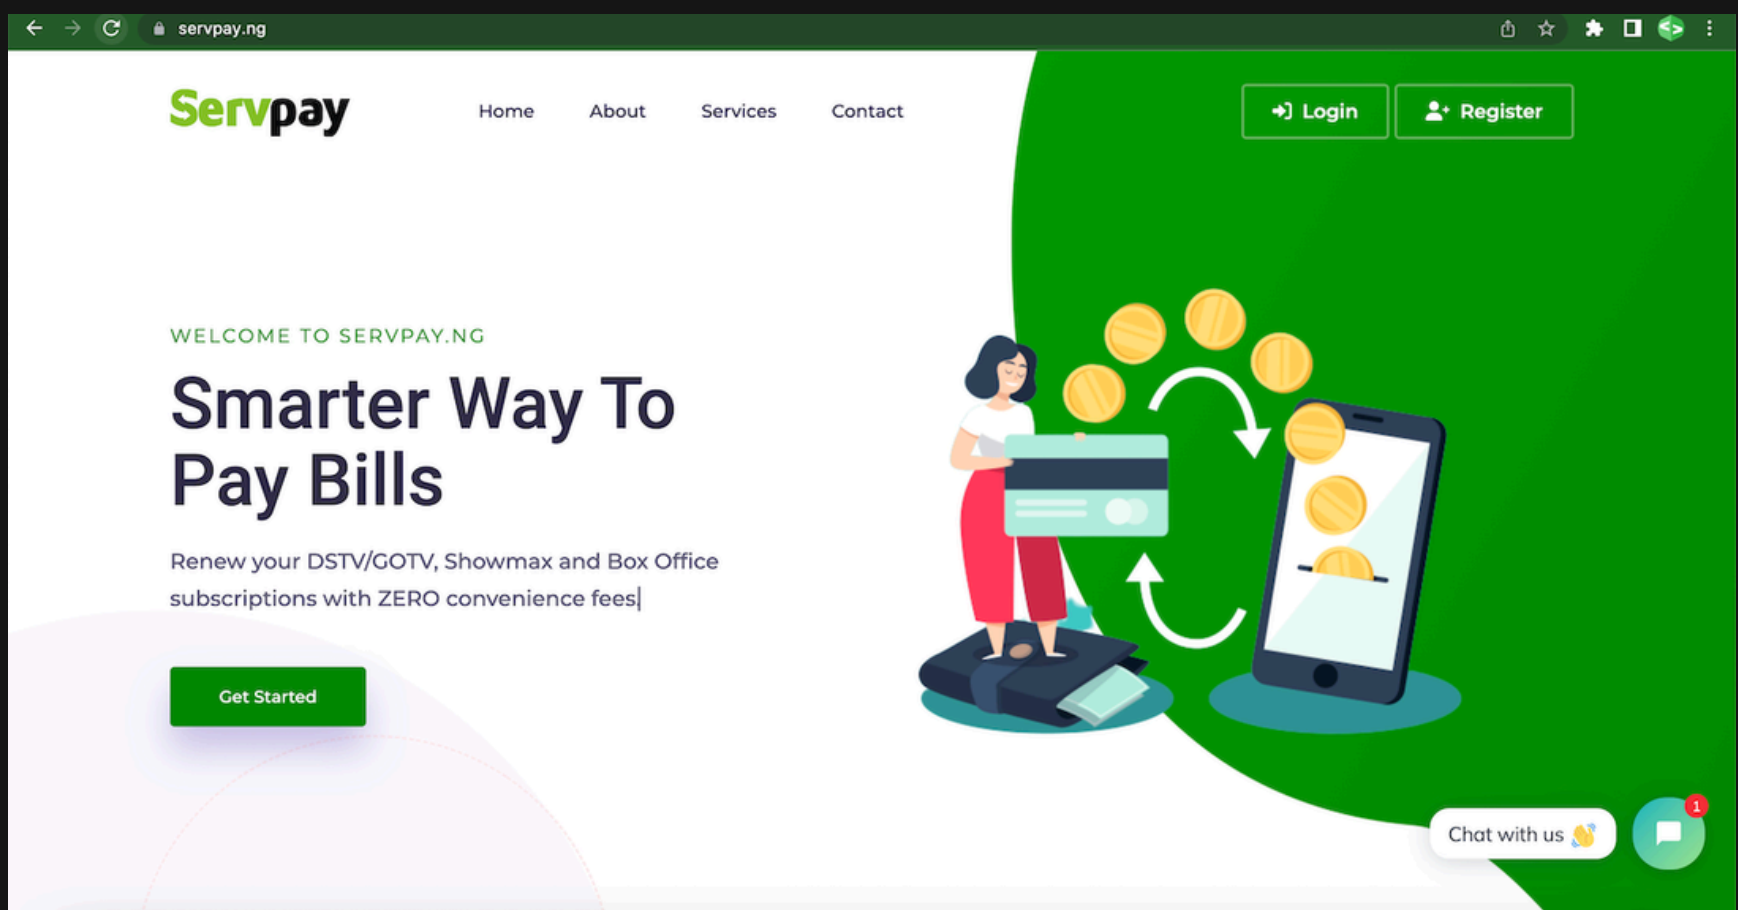 servpay.ng
Servpay
Home About Services Contact
Login Register
WELCOME TO SERVPAY.NG
Smarter Way To
Pay Bills
Renew your DSTV/GOTV, Showmax and Box Office
subscriptions with ZERO convenience fees
Get Started
Chat with us 👋
1